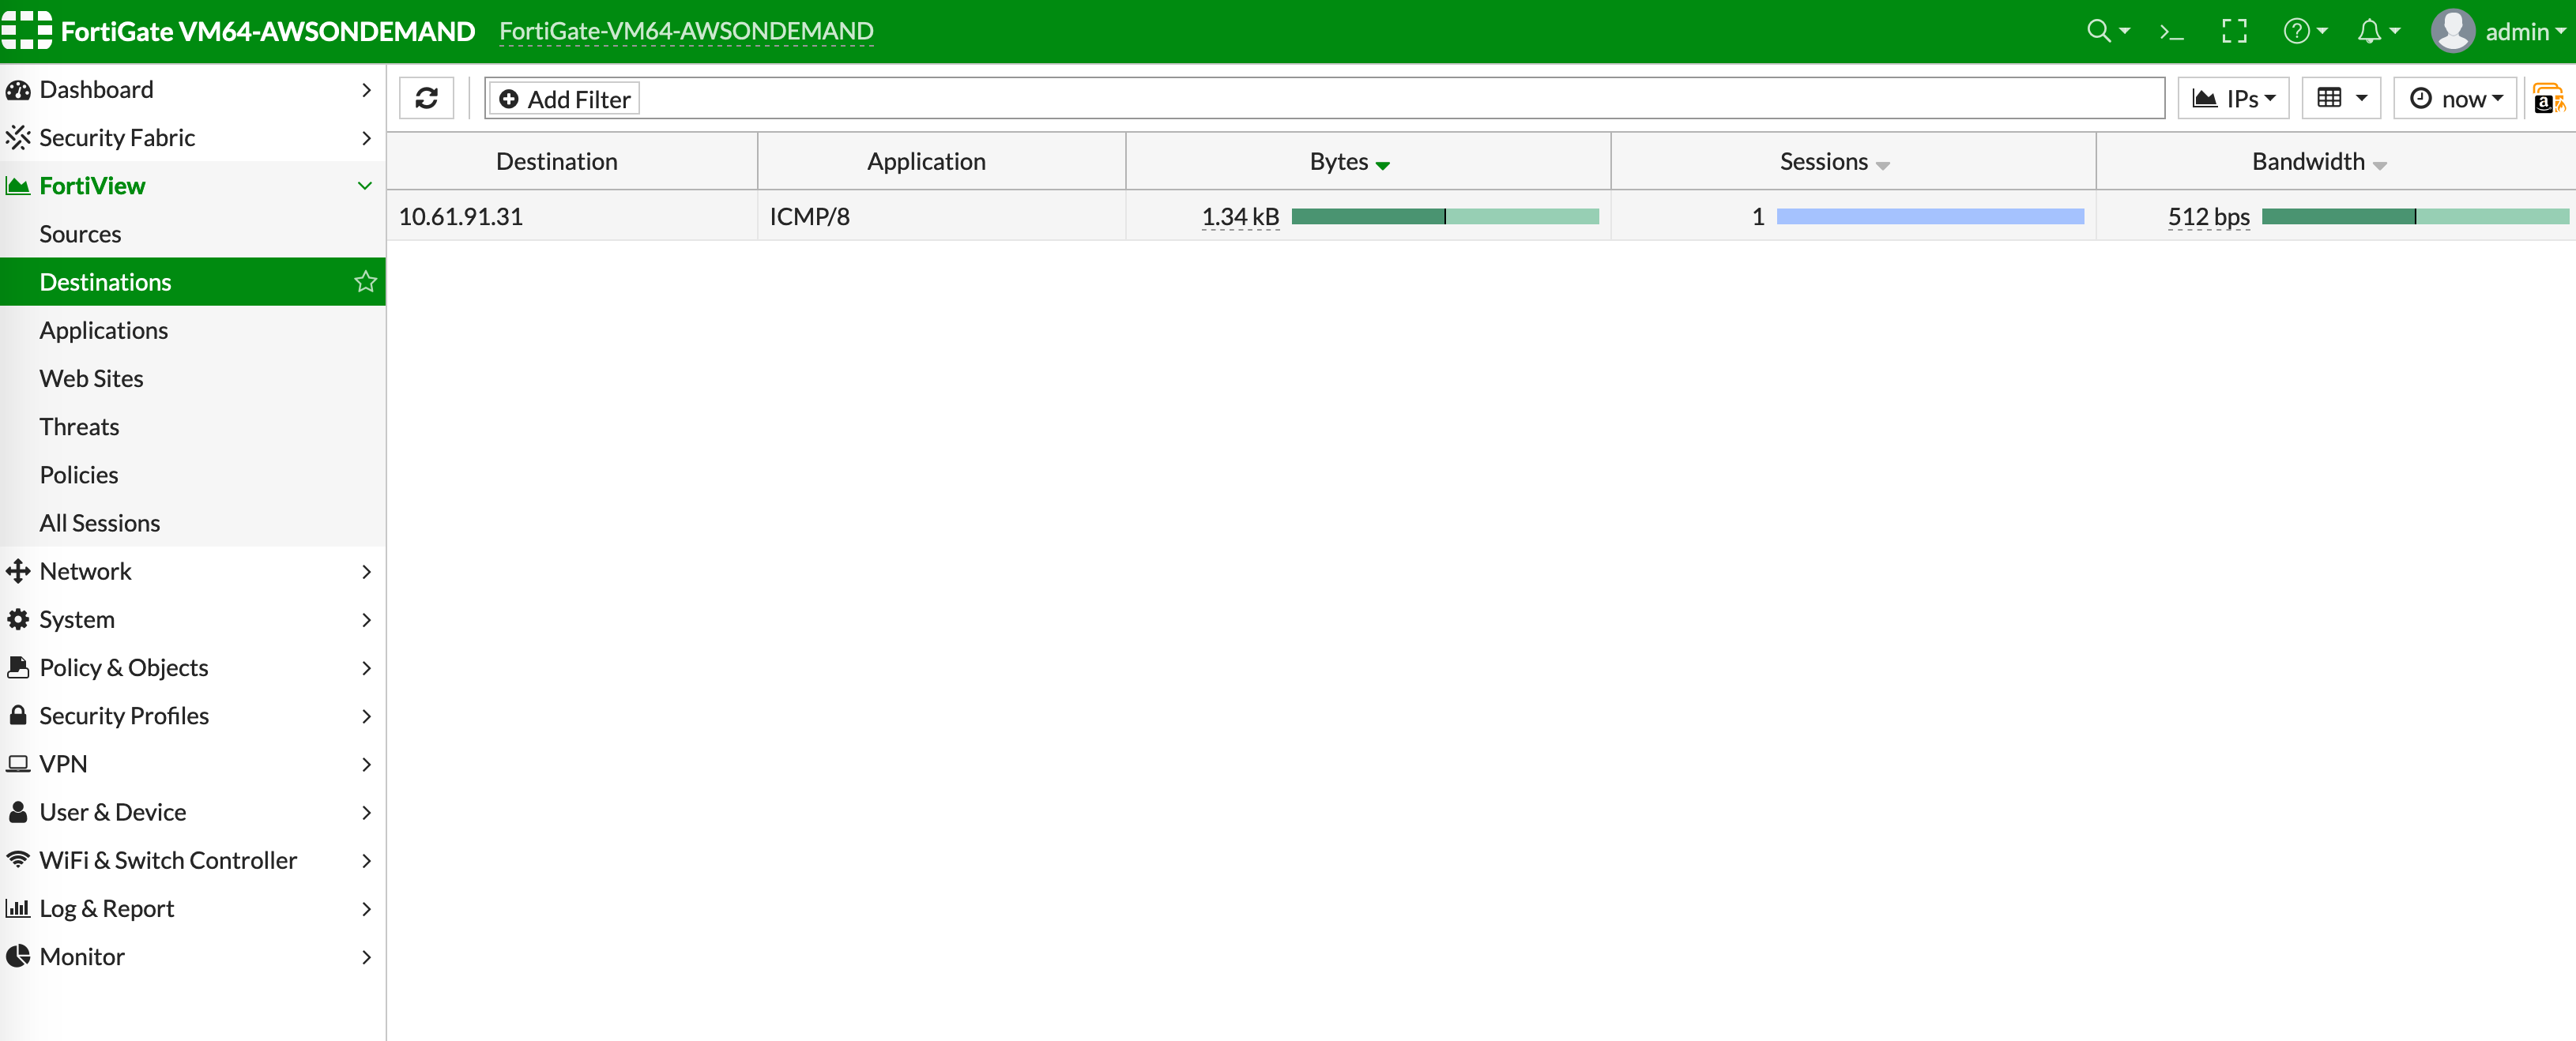 FortiGate VM64-AWSONDEMAND FortiGate-VM64-AWSONDEMAND admin
Dashboard
Security Fabric
FortiView
Sources
Destinations
Applications
Web Sites
Threats
Policies
All Sessions
Network
System
Policy & Objects
Security Profiles
VPN
User & Device
WiFi & Switch Controller
Log & Report
Monitor
Add Filter IPs now
Destination Application Bytes Sessions Bandwidth
10.61.91.31 ICMP/8 1.34 kB 1 512 bps